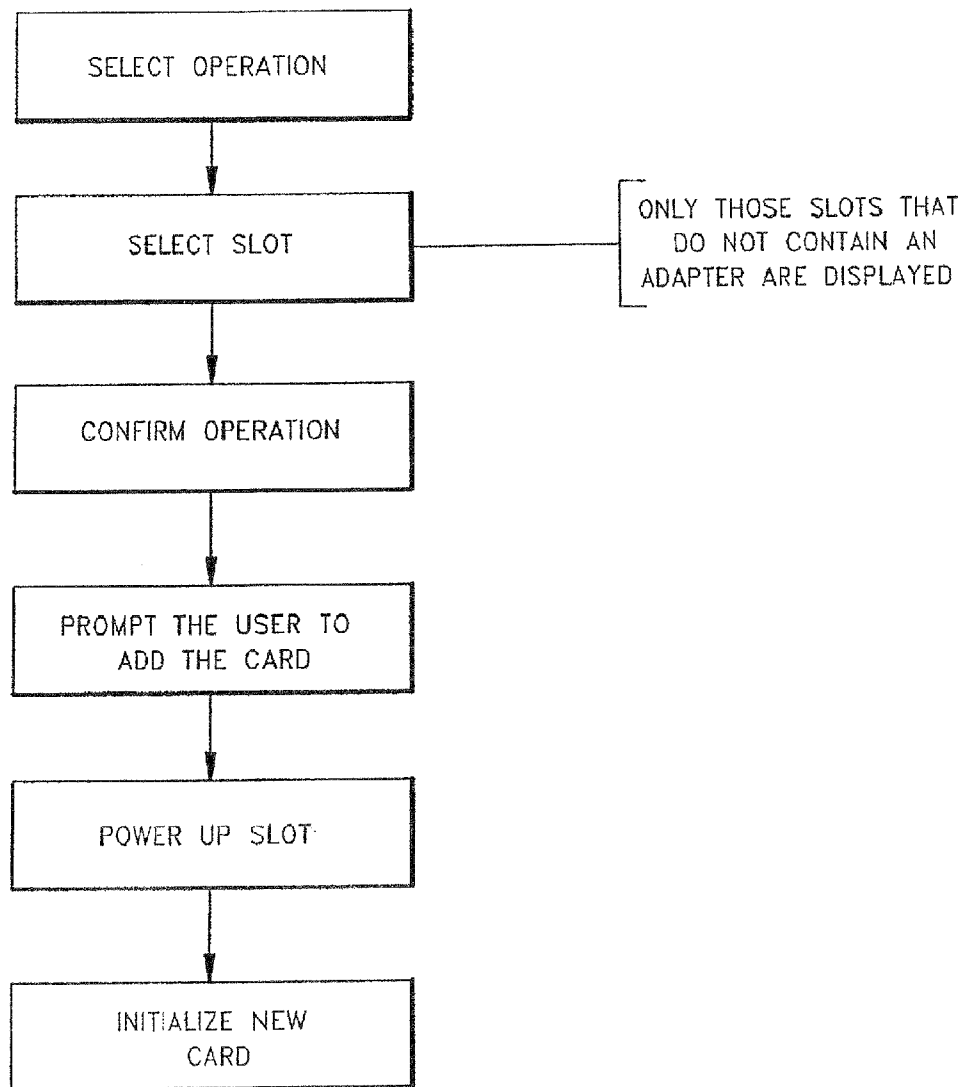 SELECT OPERATION
SELECT SLOT
ONLY THOSE SLOTS THAT
DO NOT CONTAIN AN
ADAPTER ARE DISPLAYED
CONFIRM OPERATION
PROMPT THE USER TO
ADD THE CARD
POWER UP SLOT
INITIALIZE NEW
CARD